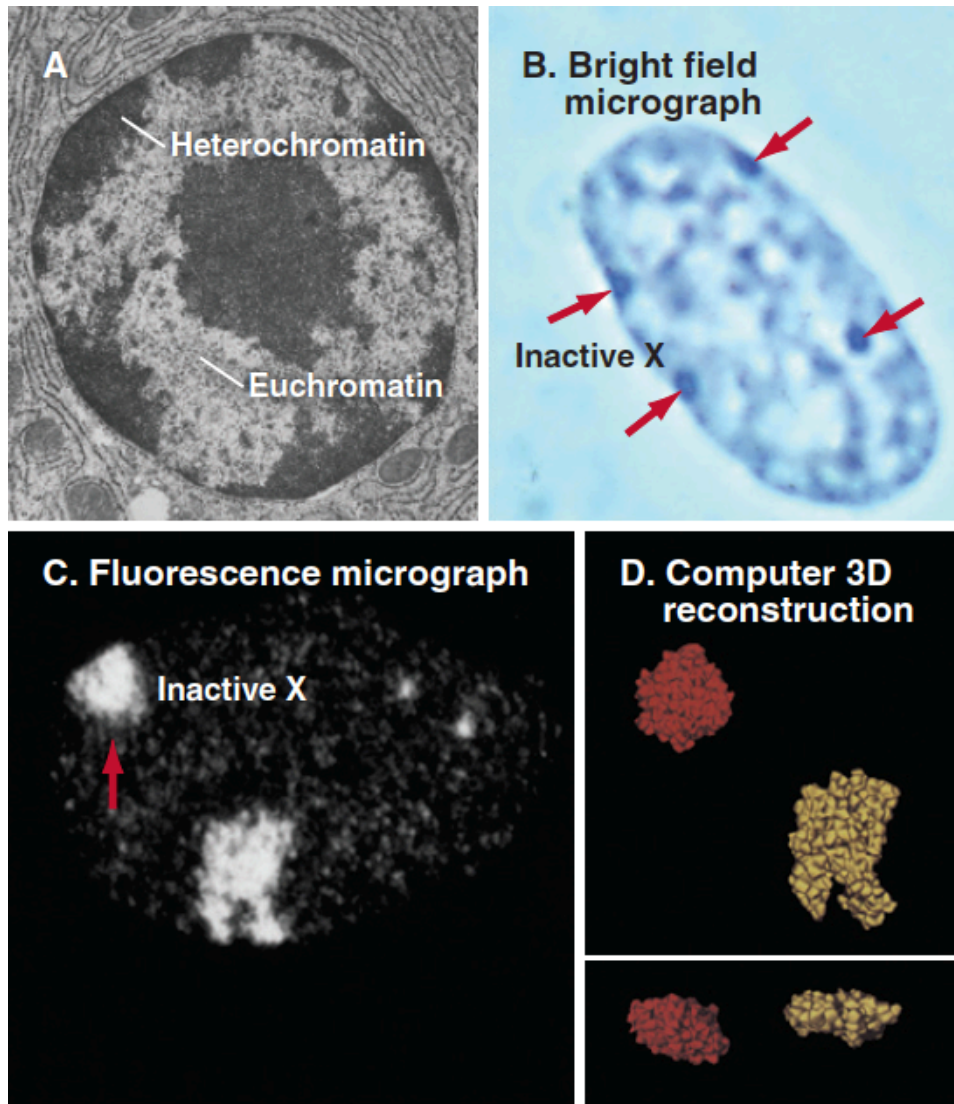 A
Heterochromatin
Euchromatin
B. Bright field
micrograph
Inactive X
C. Fluorescence micrograph
Inactive X
D. Computer 3D
reconstruction